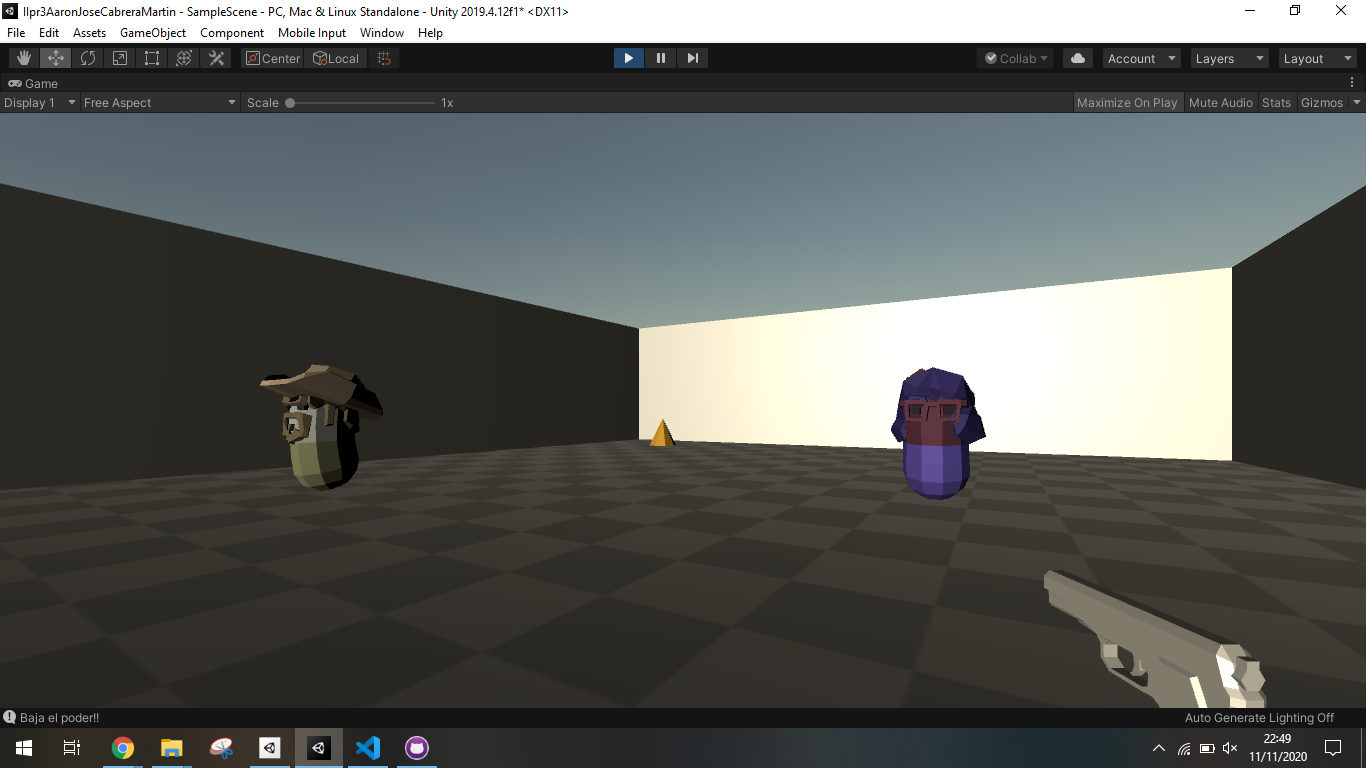 IIpr3AaronJoseCabreraMartin - SampleScene - PC, Mac & Linux Standalone - Unity 2019.4.12f1* <DX11>
File Edit Assets GameObject Component Mobile Input Window Help
Center Local Collab Account Layers Layout
Game
Display 1 Free Aspect Scale 1x Maximize On Play Mute Audio Stats Gizmos
Baja el poder!! Auto Generate Lighting Off
22:49
11/11/2020